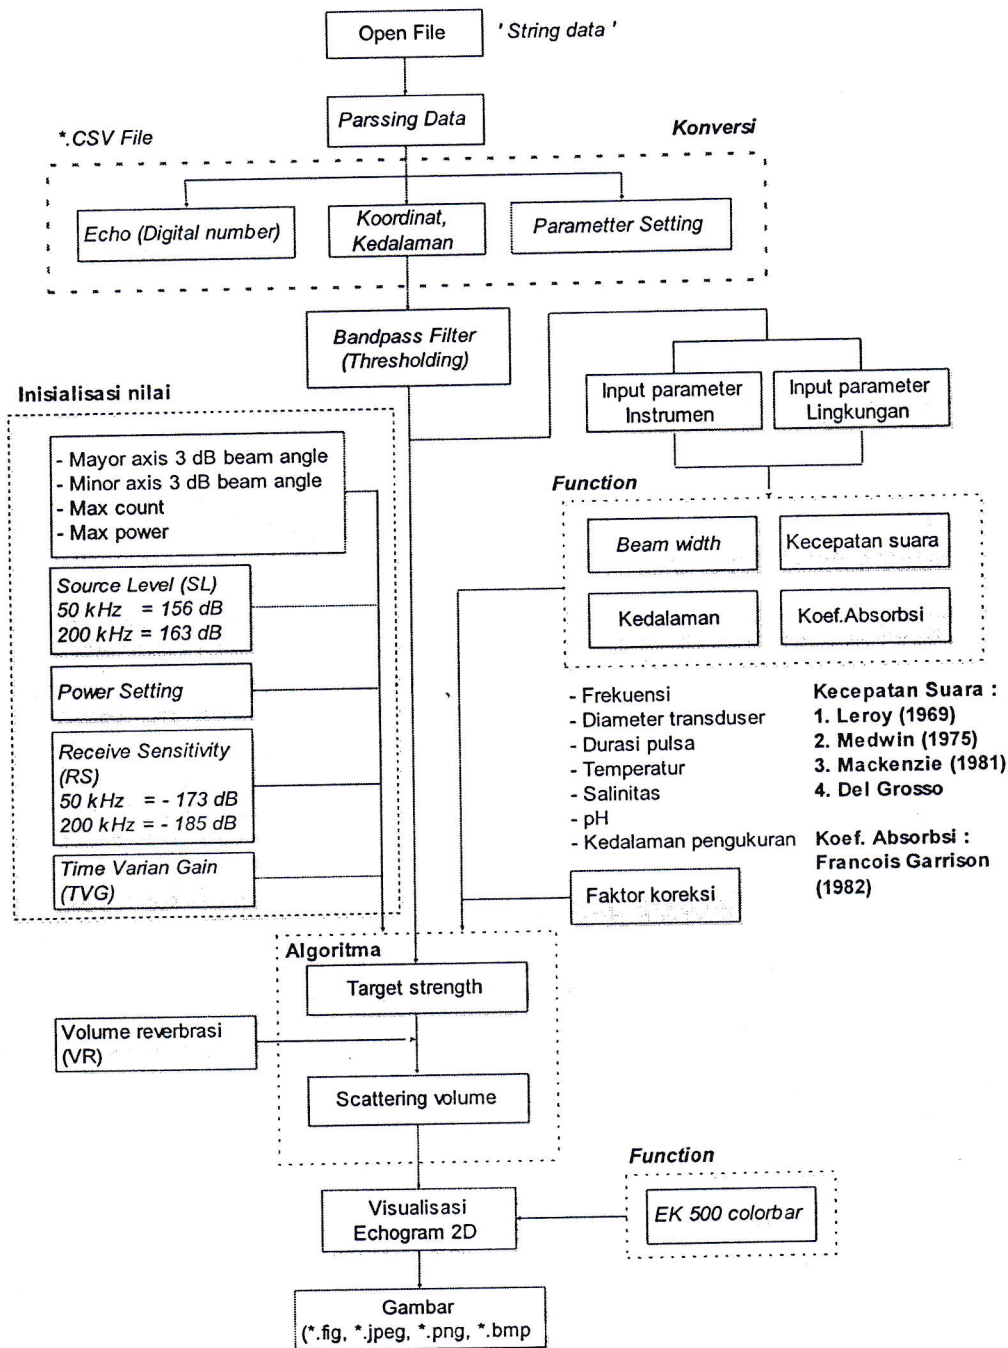 Open File
' String data '
Parssing Data
*.CSV File
Konversi
Echo (Digital number)
Koordinat,
Kedalaman
Parametter Setting
Bandpass Filter
(Thresholding)
Input parameter
Instrumen
Input parameter
Lingkungan
Inisialisasi nilai
- Mayor axis 3 dB beam angle
- Minor axis 3 dB beam angle
- Max count
- Max power
Source Level (SL)
50 kHz = 156 dB
200 kHz = 163 dB
Power Setting
Receive Sensitivity
(RS)
50 kHz = - 173 dB
200 kHz = - 185 dB
Time Varian Gain
(TVG)
Function
Beam width
Kecepatan suara
Kedalaman
Koef.Absorbsi
- Frekuensi
- Diameter transduser
- Durasi pulsa
- Temperatur
- Salinitas
- pH
- Kedalaman pengukuran
Kecepatan Suara :
1. Leroy (1969)
2. Medwin (1975)
3. Mackenzie (1981)
4. Del Grosso
Koef. Absorbsi :
Francois Garrison
(1982)
Faktor koreksi
Algoritma
Target strength
Volume reverbrasi
(VR)
Scattering volume
Function
Visualisasi
Echogram 2D
EK 500 colorbar
Gambar
(*.fig, *.jpeg, *.png, *.bmp